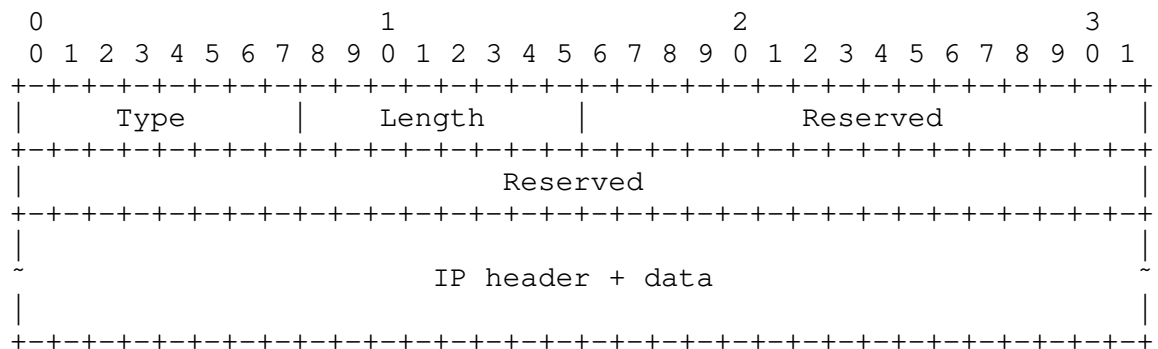 0                   1                   2                   3
 0 1 2 3 4 5 6 7 8 9 0 1 2 3 4 5 6 7 8 9 0 1 2 3 4 5 6 7 8 9 0 1
+-+-+-+-+-+-+-+-+-+-+-+-+-+-+-+-+-+-+-+-+-+-+-+-+-+-+-+-+-+-+-+-+
|     Type      |    Length     |            Reserved           |
+-+-+-+-+-+-+-+-+-+-+-+-+-+-+-+-+-+-+-+-+-+-+-+-+-+-+-+-+-+-+-+-+
|                           Reserved                            |
+-+-+-+-+-+-+-+-+-+-+-+-+-+-+-+-+-+-+-+-+-+-+-+-+-+-+-+-+-+-+-+-+
|                                                               |
~                       IP header + data                        ~
|                                                               |
+-+-+-+-+-+-+-+-+-+-+-+-+-+-+-+-+-+-+-+-+-+-+-+-+-+-+-+-+-+-+-+-+